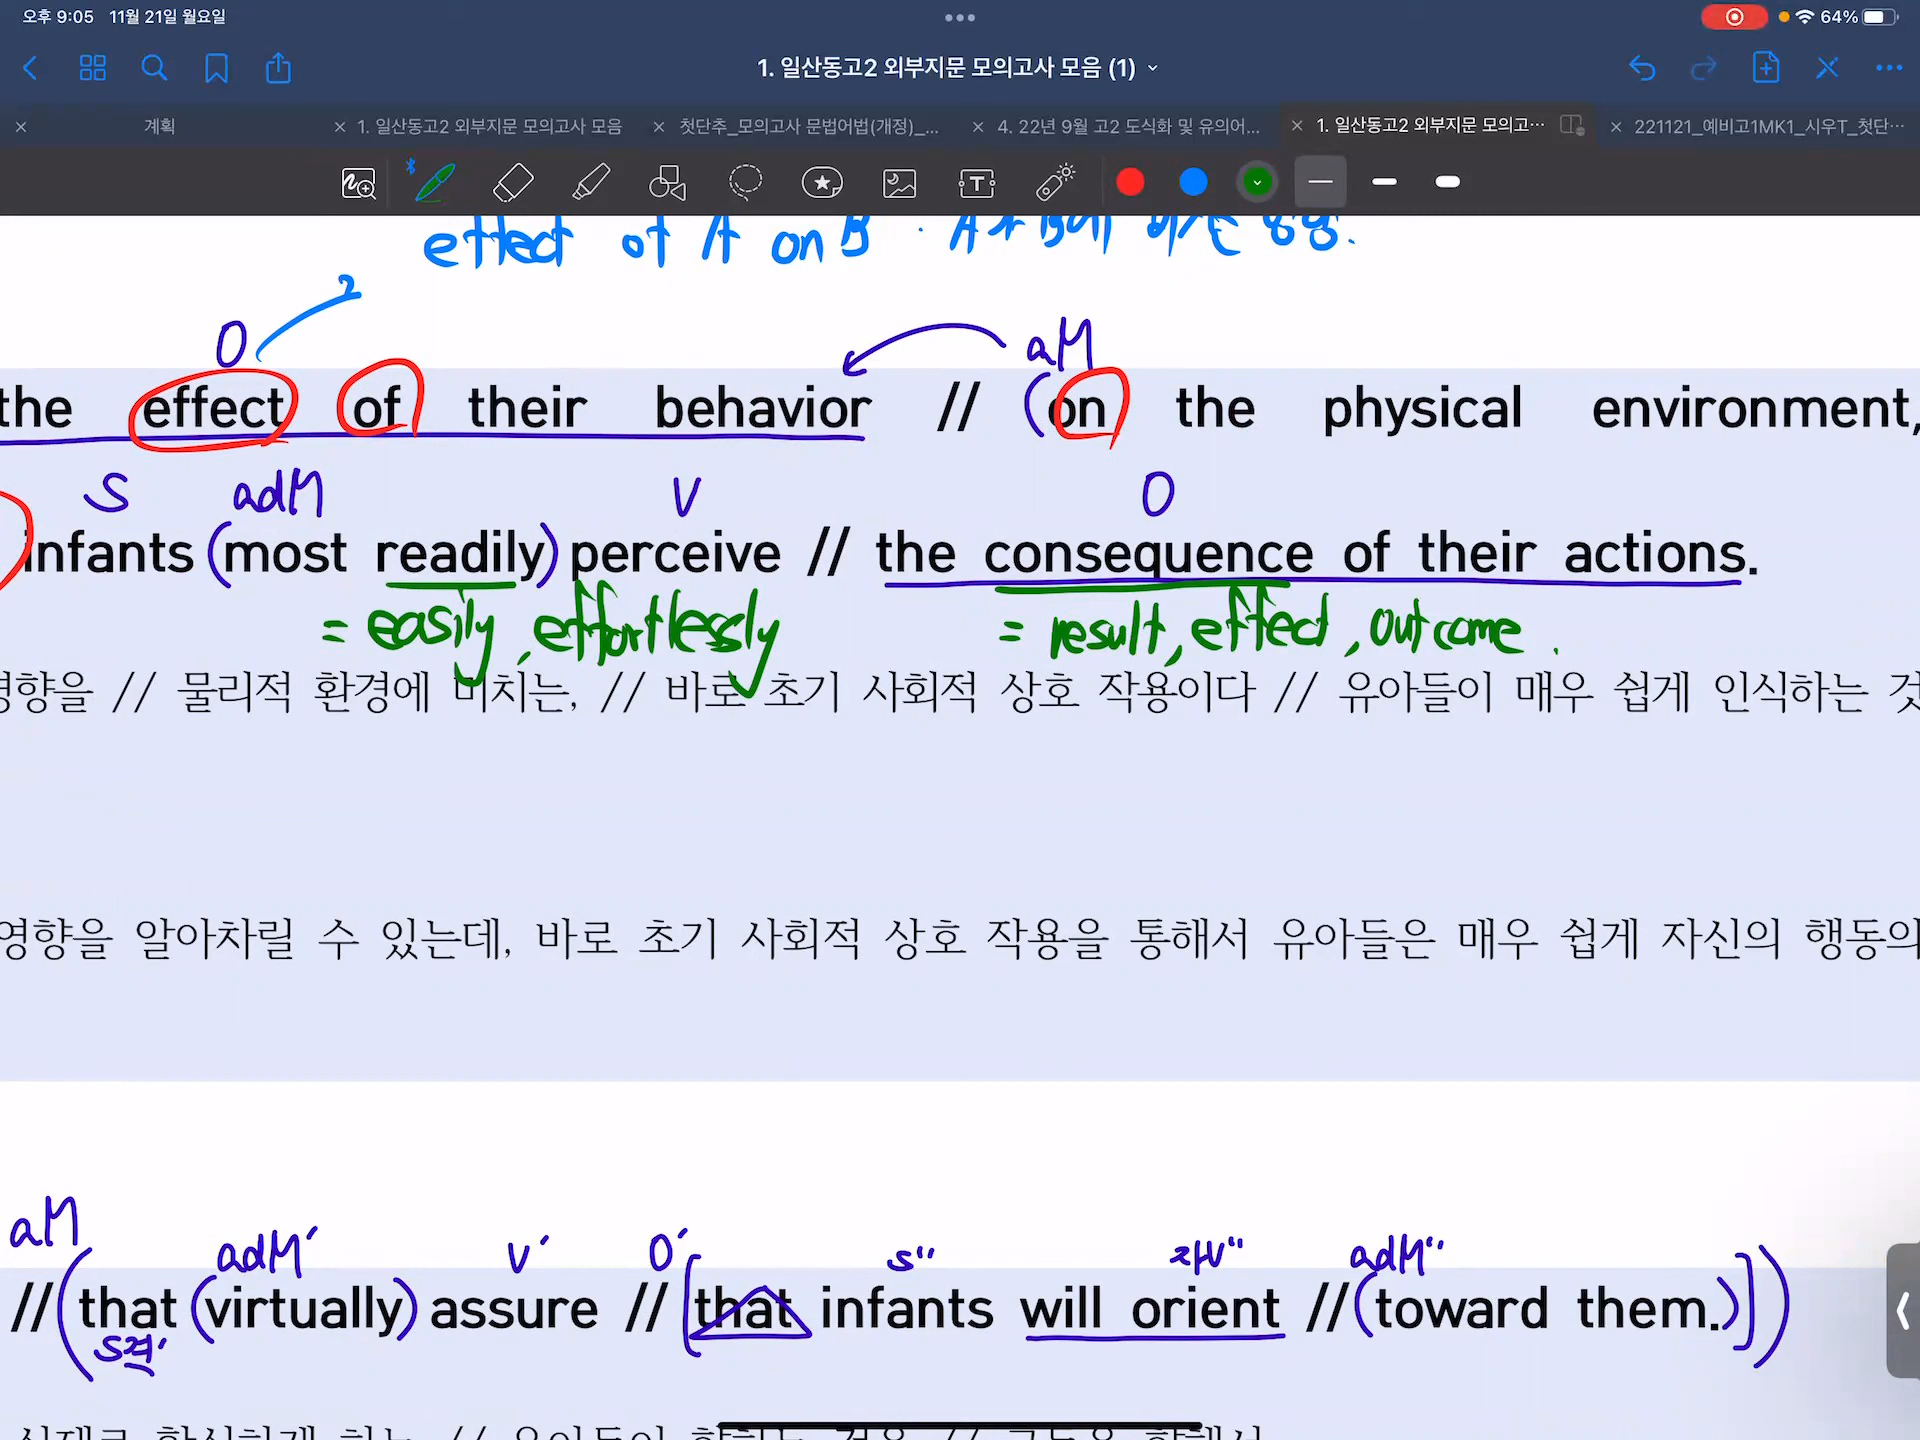 오후 9:05 11월 21일 월요일
64%
1. 일산동고2 외부지문 모의고사 모음 (1)
계획
1. 일산동고2 외부지문 모의고사 모음
첫단추_모의고사 문법어법(개정)_...
4. 22년 9월 고2 도식화 및 유의어...
1. 일산동고2 외부지문 모의고...
221121_예비고1MK1_시우T_첫단...
effect of A on B
2
O
aM
the effect of their behavior // (on the physical environment,
S adM V O
infants (most readily) perceive // the consequence of their actions.
= easily, effortlessly
= result, effect, outcome.
영향을 // 물리적 환경에 미치는, // 바로 초기 사회적 상호 작용이다 // 유아들이 매우 쉽게 인식하는 것
영향을 알아차릴 수 있는데, 바로 초기 사회적 상호 작용을 통해서 유아들은 매우 쉽게 자신의 행동의
aM adM' V' O' S" adM"
//(that (virtually) assure // [that infants will orient //(toward them.)])